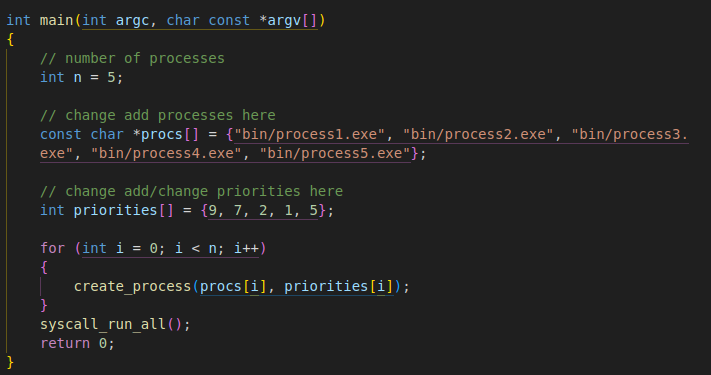 int main(int argc, char const *argv[])
{
// number of processes
int n = 5;
// change add processes here
const char *procs[] = {"bin/process1.exe", "bin/process2.exe", "bin/process3.
exe", "bin/process4.exe", "bin/process5.exe"};
// change add/change priorities here
int priorities[] = {9, 7, 2, 1, 5};
for (int i = 0; i < n; i++)
{
create_process(procs[i], priorities[i]);
}
syscall_run_all();
return 0;
}